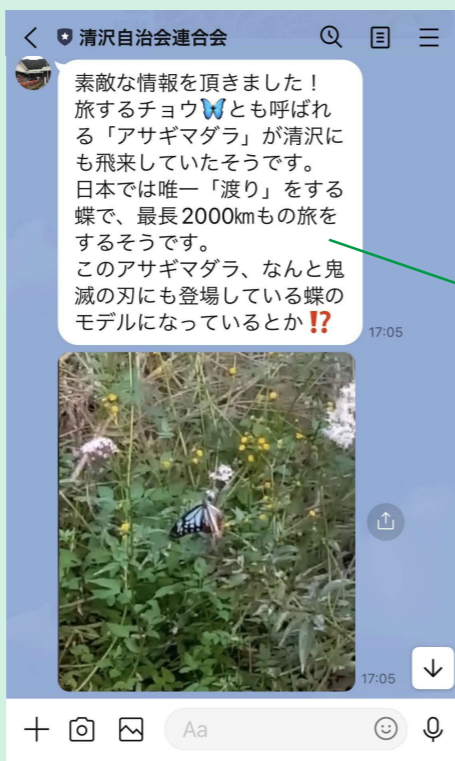 清沢自治会連合会
素敵な情報を頂きました！
旅するチョウ🦋とも呼ばれ
る「アサギマダラ」が清沢に
も飛来していたそうです。
日本では唯一「渡り」をする
蝶で、最長2000㎞もの旅を
するそうです。
このアサギマダラ、なんと鬼
滅の刃にも登場している蝶の
モデルになっているとか⁉️
17:05
17:05
Aa